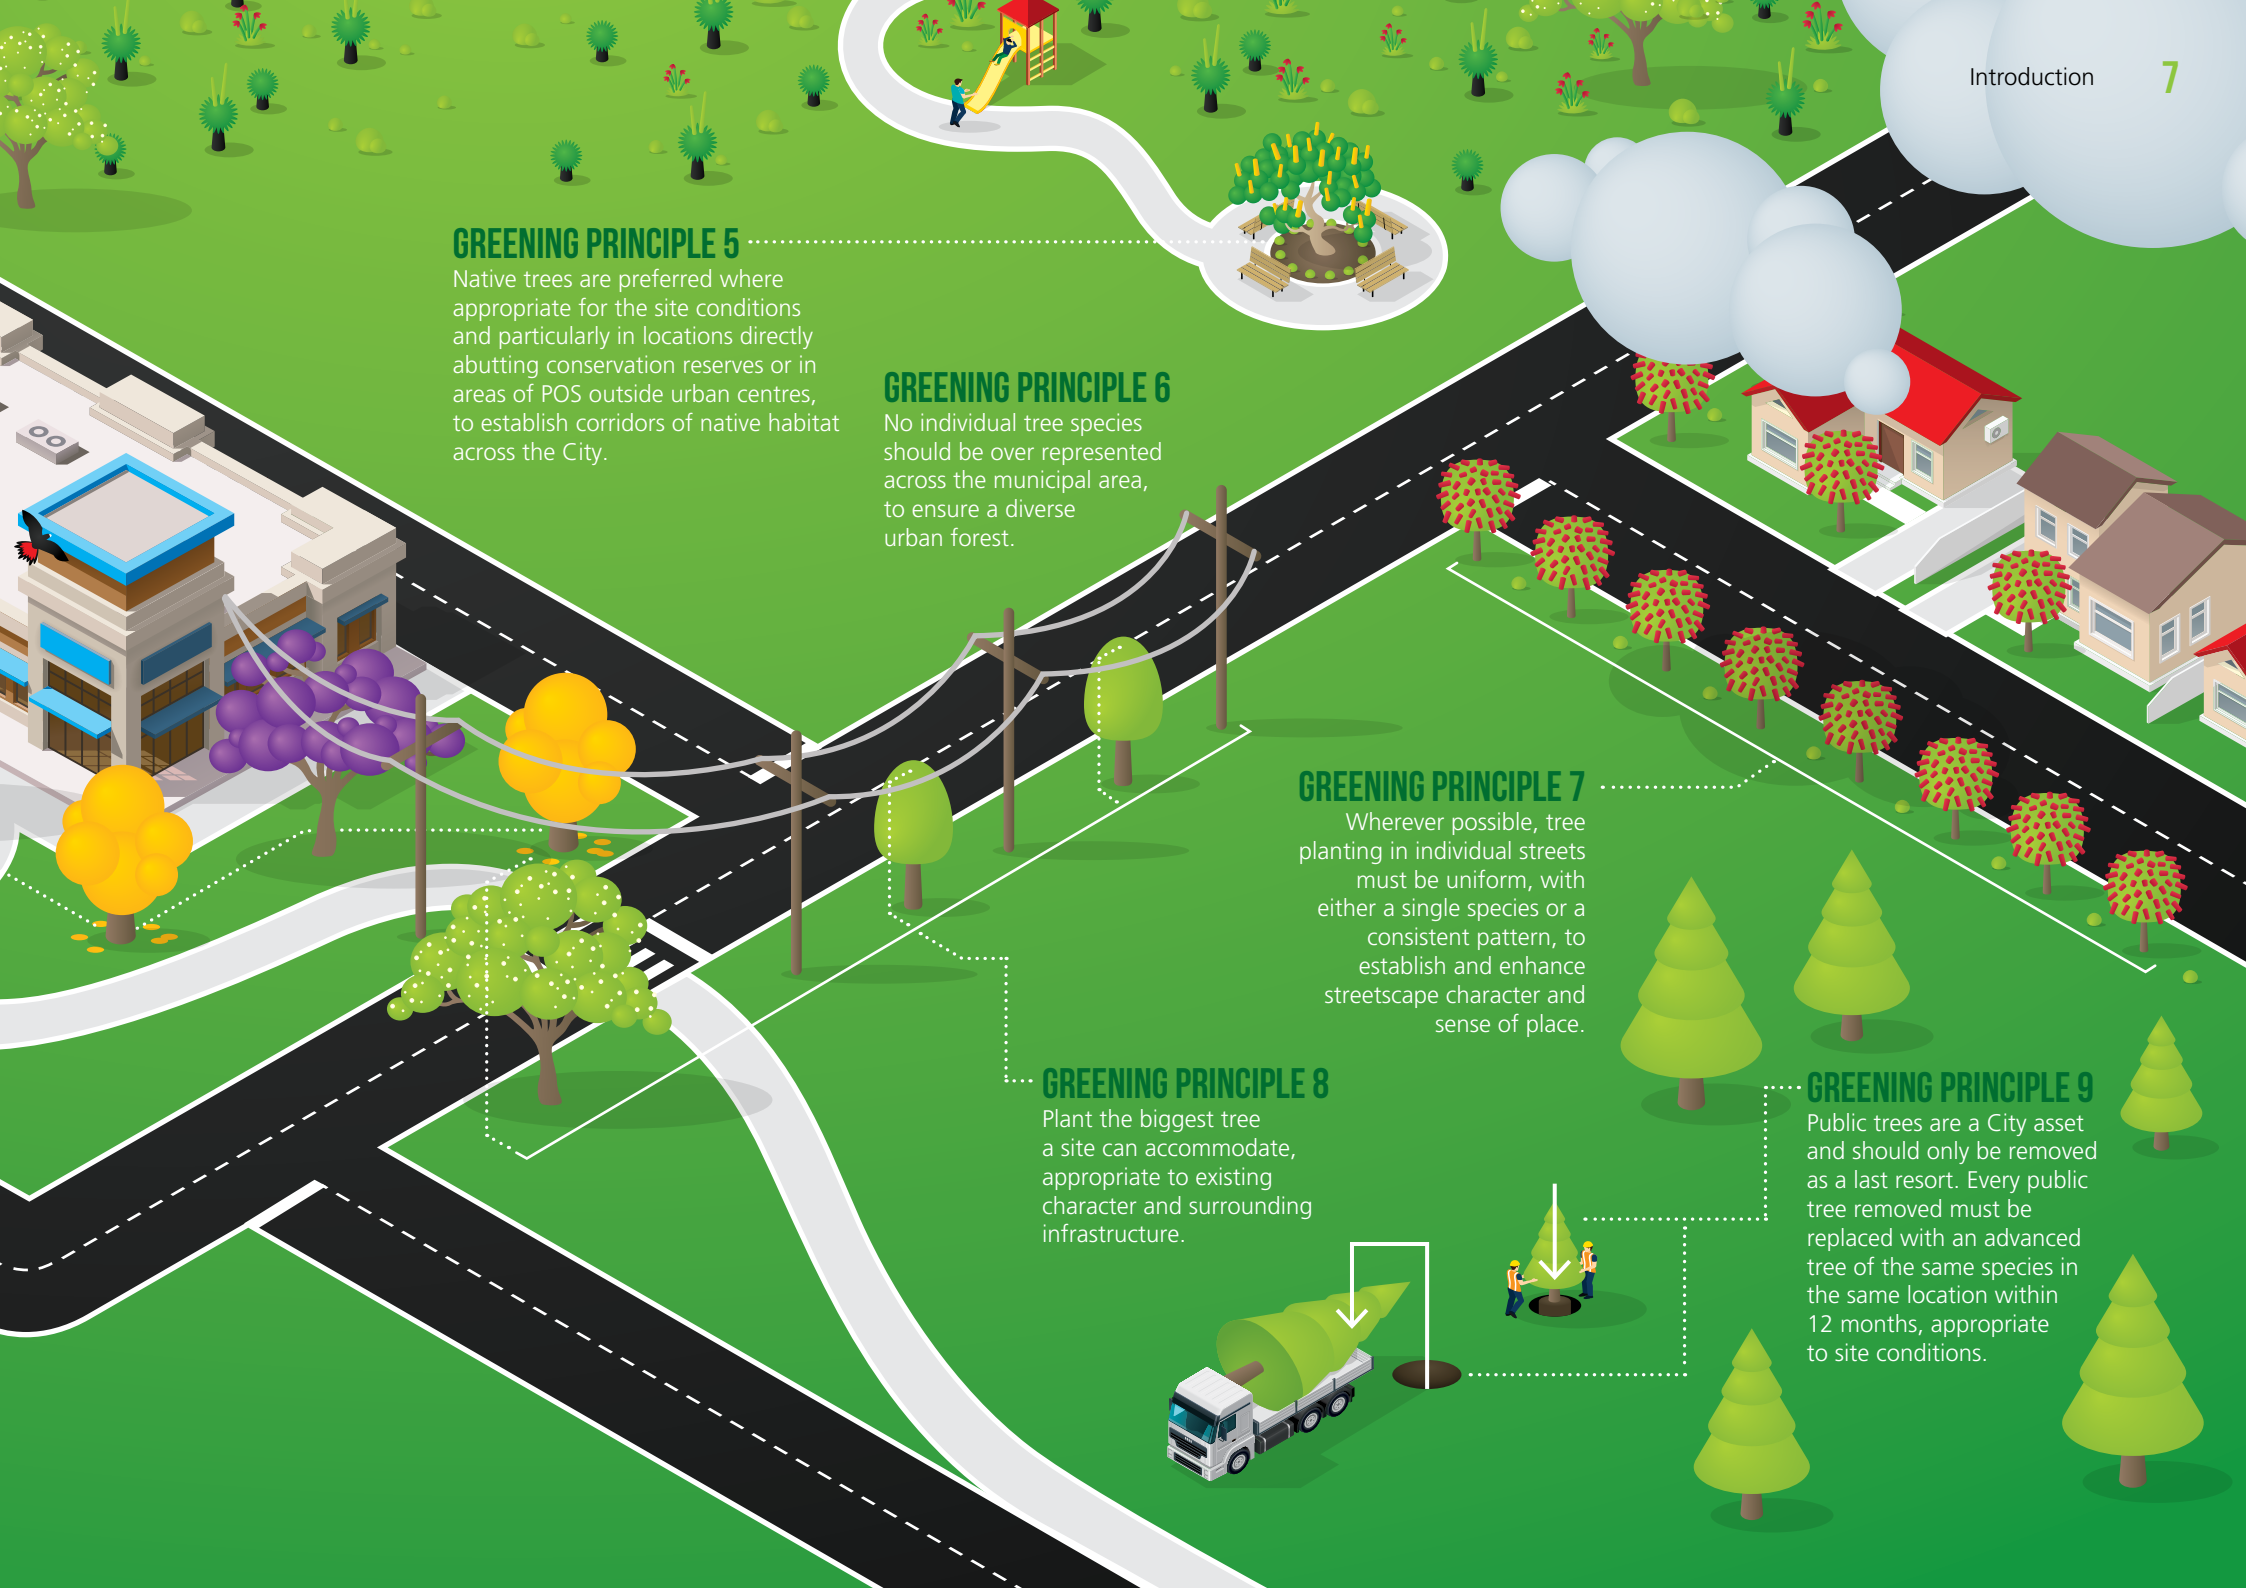 Introduction 7
GREENING PRINCIPLE 5
Native trees are preferred where
appropriate for the site conditions
and particularly in locations directly
abutting conservation reserves or in
areas of POS outside urban centres,
to establish corridors of native habitat
across the City.
GREENING PRINCIPLE 6
No individual tree species
should be over represented
across the municipal area,
to ensure a diverse
urban forest.
GREENING PRINCIPLE 7
Wherever possible, tree
planting in individual streets
must be uniform, with
either a single species or a
consistent pattern, to
establish and enhance
streetscape character and
sense of place.
GREENING PRINCIPLE 8
Plant the biggest tree
a site can accommodate,
appropriate to existing
character and surrounding
infrastructure.
GREENING PRINCIPLE 9
Public trees are a City asset
and should only be removed
as a last resort. Every public
tree removed must be
replaced with an advanced
tree of the same species in
the same location within
12 months, appropriate
to site conditions.